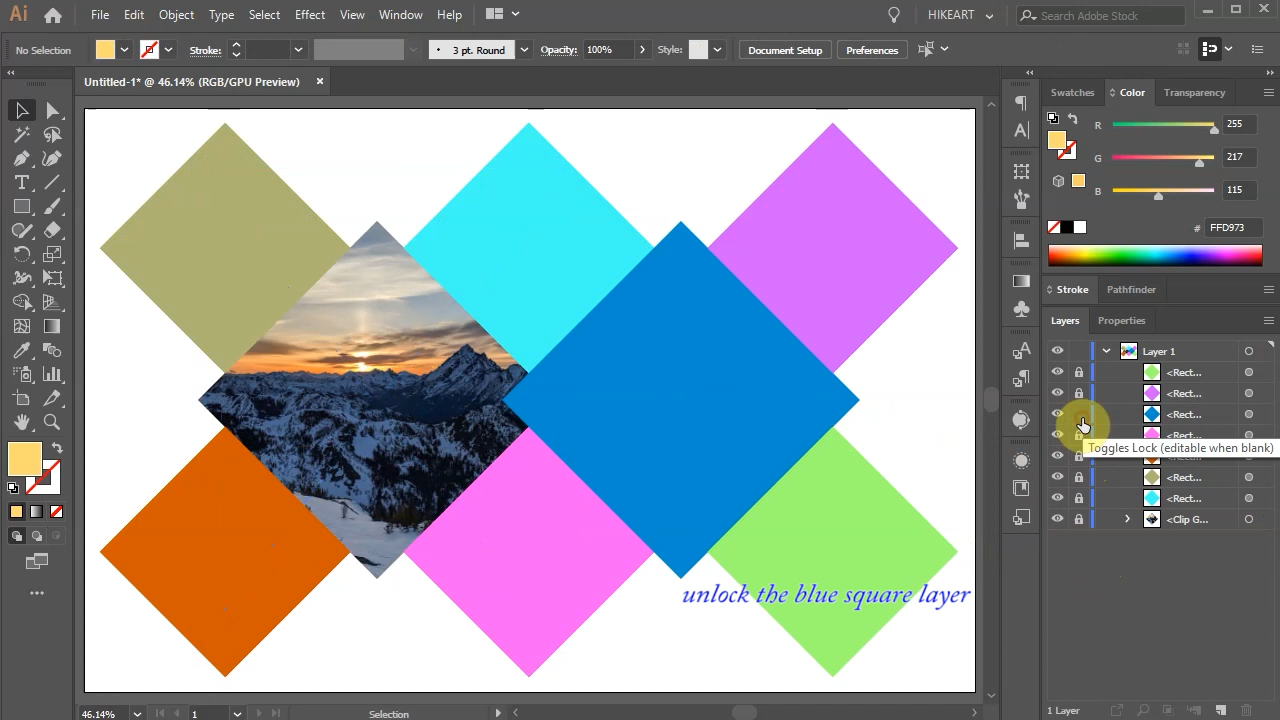 Ai File Edit Object Type Select Effect View Window Help HIKEART Search Adobe Stock
No Selection Stroke: 3 pt. Round Opacity: 100% Style: Document Setup Preferences
Untitled-1* @ 46.14% (RGB/GPU Preview)
Swatches Color Transparency
R 255
G 217
B 115
# FFD973
Stroke Pathfinder
Layers Properties
Layer 1
<Rect...
<Rect...
<Rect...
<Rect...
Toggles Lock (editable when blank)
<Rect...
<Rect...
<Clip G...
unlock the blue square layer
46.14% 1 Selection
1 Layer